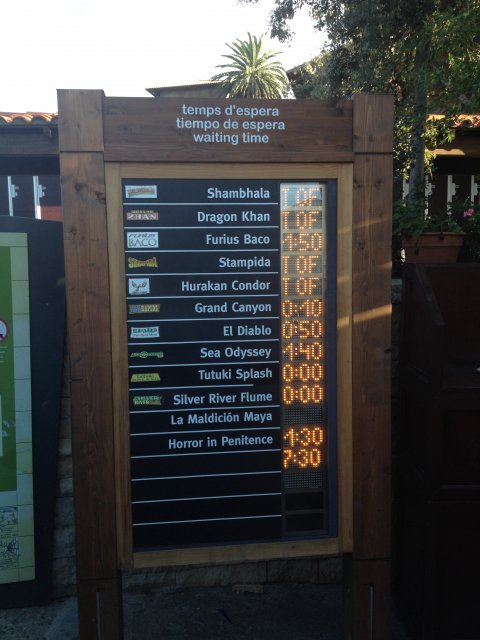 temps d'espera
tiempo de espera
waiting time
Shambhala T OF
Dragon Khan T OF
Furius Baco 1:50
Stampida T OF
Hurakan Condor T OF
Grand Canyon 0:10
El Diablo 0:50
Sea Odyssey 1:40
Tutuki Splash 0:00
Silver River Flume 0:00
La Maldición Maya
Horror in Penitence 1:30
7:30